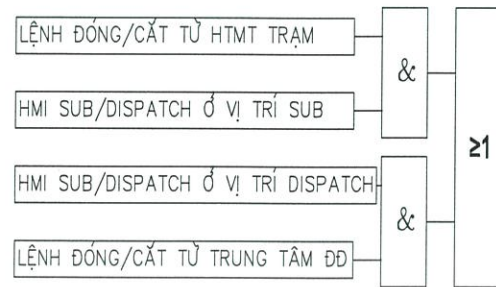 LỆNH ĐÓNG/CẮT TỪ HTMT TRẠM
&
HMI SUB/DISPATCH Ở VỊ TRÍ SUB
≥1
HMI SUB/DISPATCH Ở VỊ TRÍ DISPATCH
&
LỆNH ĐÓNG/CẮT TỪ TRUNG TÂM ĐĐ